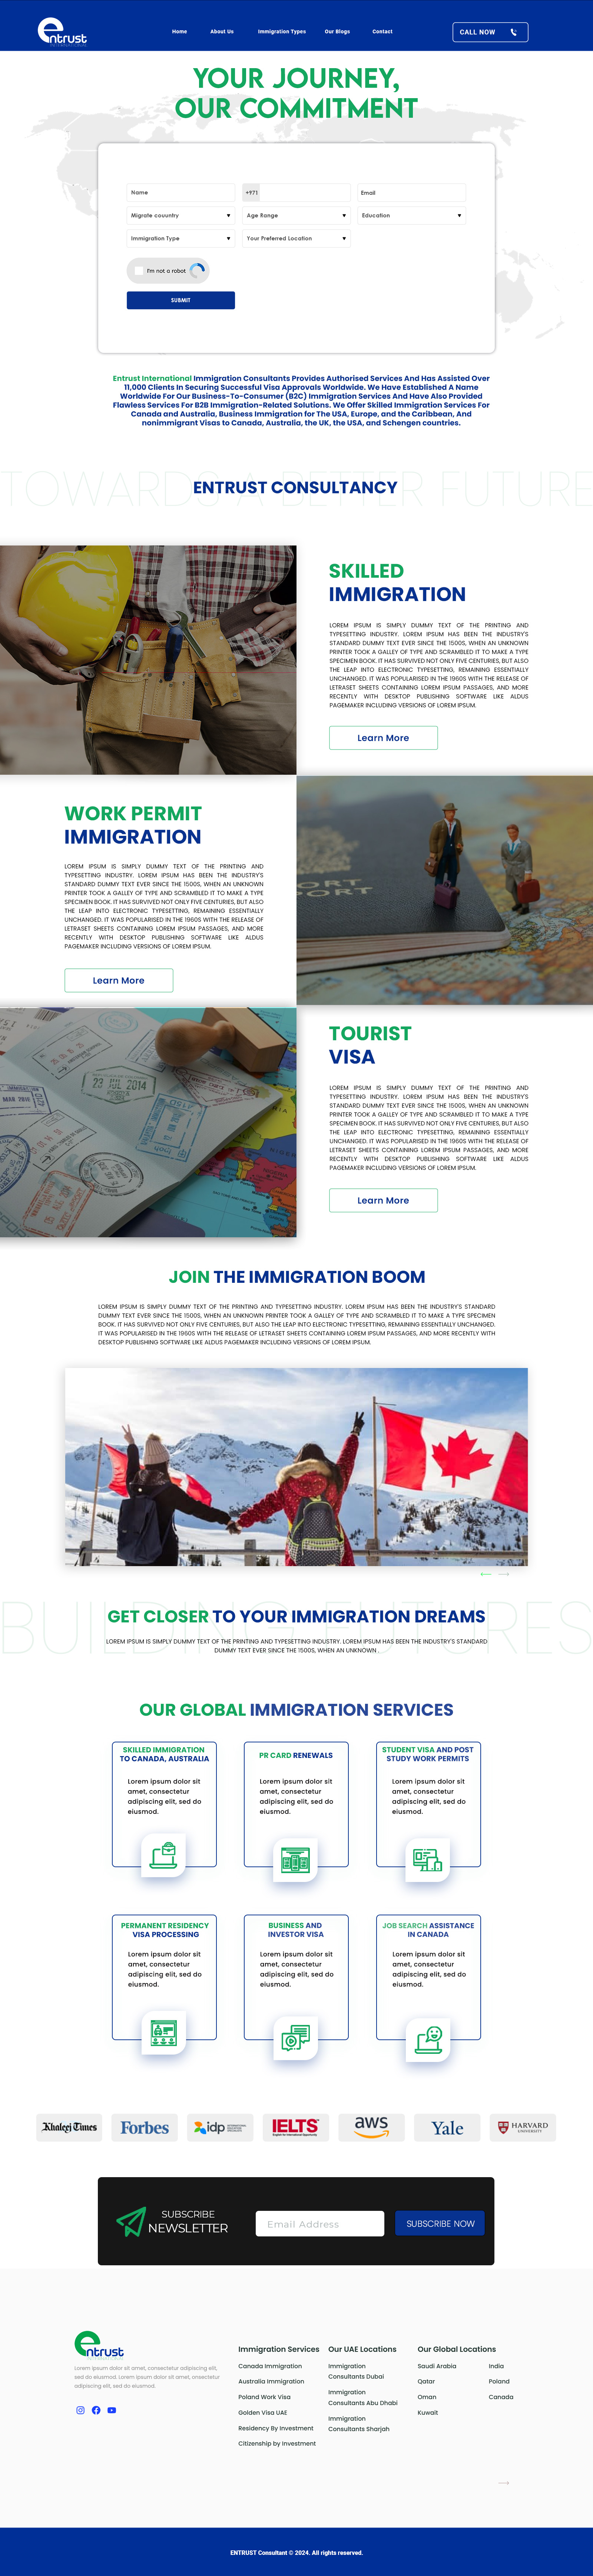 entrust
INTERNATIONAL
Home About Us Immigration Types Our Blogs Contact
CALL NOW
YOUR JOURNEY,
OUR COMMITMENT
Name +971 Email
Migrate couuntry Age Range Education
Immigration Type Your Preferred Location
I'm not a robot
SUBMIT
Entrust International Immigration Consultants Provides Authorised Services And Has Assisted Over
11,000 Clients In Securing Successful Visa Approvals Worldwide. We Have Established A Name
Worldwide For Our Business-To-Consumer (B2C) Immigration Services And Have Also Provided
Flawless Services For B2B Immigration-Related Solutions. We Offer Skilled Immigration Services For
Canada and Australia, Business Immigration for The USA, Europe, and the Caribbean, And
nonimmigrant Visas to Canada, Australia, the UK, the USA, and Schengen countries.
TOWARDS A BETTER FUTURE
ENTRUST CONSULTANCY
SKILLED
IMMIGRATION
LOREM IPSUM IS SIMPLY DUMMY TEXT OF THE PRINTING AND
TYPESETTING INDUSTRY. LOREM IPSUM HAS BEEN THE INDUSTRY'S
STANDARD DUMMY TEXT EVER SINCE THE 1500S, WHEN AN UNKNOWN
PRINTER TOOK A GALLEY OF TYPE AND SCRAMBLED IT TO MAKE A TYPE
SPECIMEN BOOK. IT HAS SURVIVED NOT ONLY FIVE CENTURIES, BUT ALSO
THE LEAP INTO ELECTRONIC TYPESETTING, REMAINING ESSENTIALLY
UNCHANGED. IT WAS POPULARISED IN THE 1960S WITH THE RELEASE OF
LETRASET SHEETS CONTAINING LOREM IPSUM PASSAGES, AND MORE
RECENTLY WITH DESKTOP PUBLISHING SOFTWARE LIKE ALDUS
PAGEMAKER INCLUDING VERSIONS OF LOREM IPSUM.
Learn More
WORK PERMIT
IMMIGRATION
LOREM IPSUM IS SIMPLY DUMMY TEXT OF THE PRINTING AND
TYPESETTING INDUSTRY. LOREM IPSUM HAS BEEN THE INDUSTRY'S
STANDARD DUMMY TEXT EVER SINCE THE 1500S, WHEN AN UNKNOWN
PRINTER TOOK A GALLEY OF TYPE AND SCRAMBLED IT TO MAKE A TYPE
SPECIMEN BOOK. IT HAS SURVIVED NOT ONLY FIVE CENTURIES, BUT ALSO
THE LEAP INTO ELECTRONIC TYPESETTING, REMAINING ESSENTIALLY
UNCHANGED. IT WAS POPULARISED IN THE 1960S WITH THE RELEASE OF
LETRASET SHEETS CONTAINING LOREM IPSUM PASSAGES, AND MORE
RECENTLY WITH DESKTOP PUBLISHING SOFTWARE LIKE ALDUS
PAGEMAKER INCLUDING VERSIONS OF LOREM IPSUM.
Learn More
PORT
23 JUL 2014
TOURIST
VISA
LOREM IPSUM IS SIMPLY DUMMY TEXT OF THE PRINTING AND
TYPESETTING INDUSTRY. LOREM IPSUM HAS BEEN THE INDUSTRY'S
STANDARD DUMMY TEXT EVER SINCE THE 1500S, WHEN AN UNKNOWN
PRINTER TOOK A GALLEY OF TYPE AND SCRAMBLED IT TO MAKE A TYPE
SPECIMEN BOOK. IT HAS SURVIVED NOT ONLY FIVE CENTURIES, BUT ALSO
THE LEAP INTO ELECTRONIC TYPESETTING, REMAINING ESSENTIALLY
UNCHANGED. IT WAS POPULARISED IN THE 1960S WITH THE RELEASE OF
LETRASET SHEETS CONTAINING LOREM IPSUM PASSAGES, AND MORE
RECENTLY WITH DESKTOP PUBLISHING SOFTWARE LIKE ALDUS
PAGEMAKER INCLUDING VERSIONS OF LOREM IPSUM.
Learn More
JOIN THE IMMIGRATION BOOM
LOREM IPSUM IS SIMPLY DUMMY TEXT OF THE PRINTING AND TYPESETTING INDUSTRY. LOREM IPSUM HAS BEEN THE INDUSTRY'S STANDARD
DUMMY TEXT EVER SINCE THE 1500S, WHEN AN UNKNOWN PRINTER TOOK A GALLEY OF TYPE AND SCRAMBLED IT TO MAKE A TYPE SPECIMEN
BOOK. IT HAS SURVIVED NOT ONLY FIVE CENTURIES, BUT ALSO THE LEAP INTO ELECTRONIC TYPESETTING, REMAINING ESSENTIALLY UNCHANGED.
IT WAS POPULARISED IN THE 1960S WITH THE RELEASE OF LETRASET SHEETS CONTAINING LOREM IPSUM PASSAGES, AND MORE RECENTLY WITH
DESKTOP PUBLISHING SOFTWARE LIKE ALDUS PAGEMAKER INCLUDING VERSIONS OF LOREM IPSUM.
BUILDING FUTURES
GET CLOSER TO YOUR IMMIGRATION DREAMS
LOREM IPSUM IS SIMPLY DUMMY TEXT OF THE PRINTING AND TYPESETTING INDUSTRY. LOREM IPSUM HAS BEEN THE INDUSTRY'S STANDARD
DUMMY TEXT EVER SINCE THE 1500S, WHEN AN UNKNOWN .
OUR GLOBAL IMMIGRATION SERVICES
SKILLED IMMIGRATION
TO CANADA, AUSTRALIA
Lorem ipsum dolor sit
amet, consectetur
adipiscing elit, sed do
eiusmod.
PR CARD RENEWALS
Lorem ipsum dolor sit
amet, consectetur
adipiscing elit, sed do
eiusmod.
STUDENT VISA AND POST
STUDY WORK PERMITS
Lorem ipsum dolor sit
amet, consectetur
adipiscing elit, sed do
eiusmod.
PERMANENT RESIDENCY
VISA PROCESSING
Lorem ipsum dolor sit
amet, consectetur
adipiscing elit, sed do
eiusmod.
BUSINESS AND
INVESTOR VISA
Lorem ipsum dolor sit
amet, consectetur
adipiscing elit, sed do
eiusmod.
JOB SEARCH ASSISTANCE
IN CANADA
Lorem ipsum dolor sit
amet, consectetur
adipiscing elit, sed do
eiusmod.
Khaleej Times Forbes idp IELTS aws Yale HARVARD
UNIVERSITY
SUBSCRIBE
NEWSLETTER
Email Address
SUBSCRIBE NOW
entrust
Lorem ipsum dolor sit amet, consectetur adipiscing elit,
sed do eiusmod. Lorem ipsum dolor sit amet, onsectetur
adipiscing elit, sed do eiusmod.
Immigration Services
Canada Immigration
Australia Immigration
Poland Work Visa
Golden Visa UAE
Residency By Investment
Citizenship by Investment
Our UAE Locations
Immigration
Consultants Dubai
Immigration
Consultants Abu Dhabi
Immigration
Consultants Sharjah
Our Global Locations
Saudi Arabia India
Qatar Poland
Oman Canada
Kuwait
ENTRUST Consultant © 2024. All rights reserved.